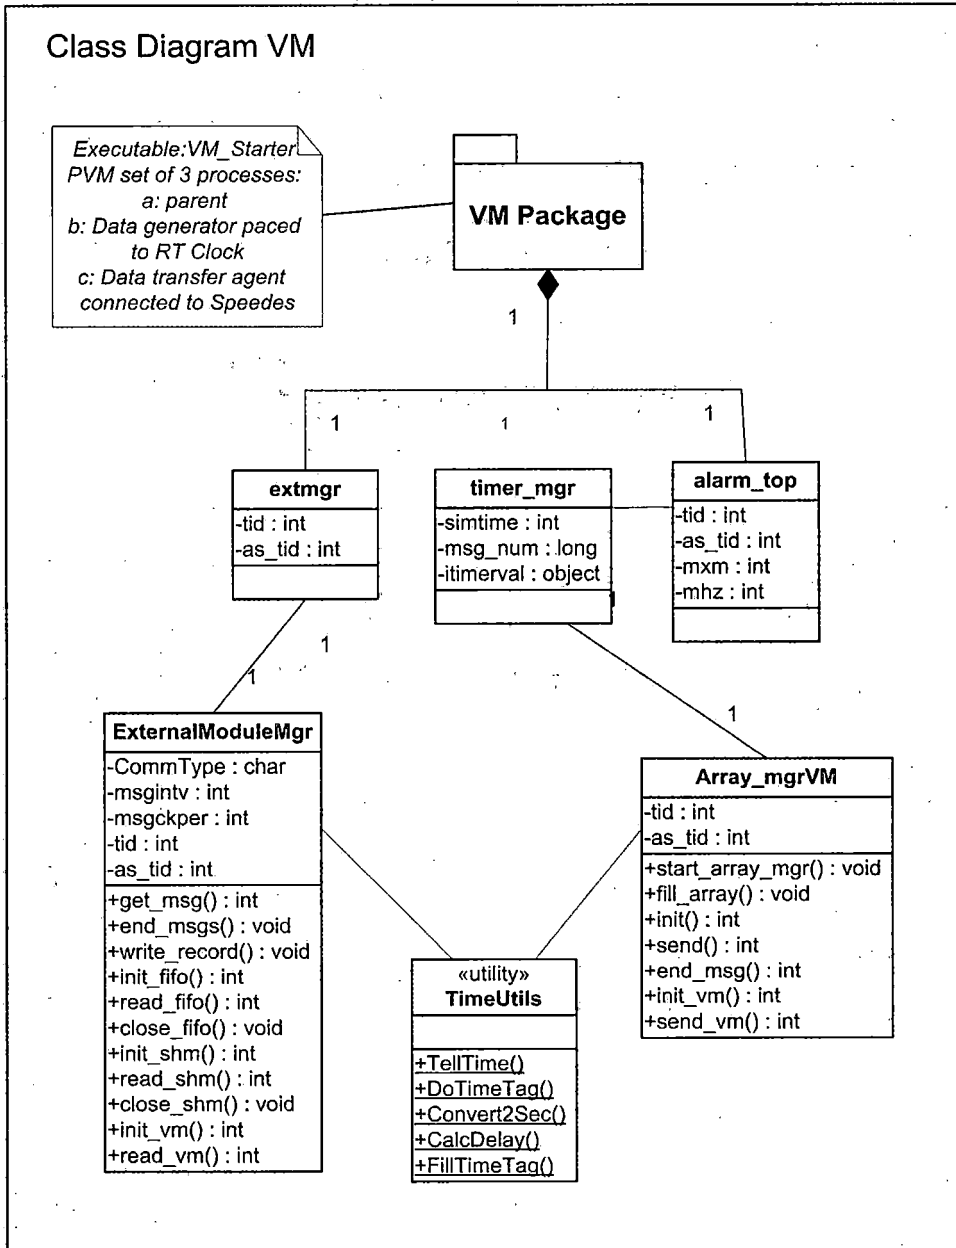 Class Diagram VM
Executable:VM_Starter
PVM set of 3 processes:
a: parent
b: Data generator paced
to RT Clock
c: Data transfer agent
connected to Speedes
VM Package
1
1
1
1
extmgr
-tid : int
-as_tid : int
timer_mgr
-simtime : int
-msg_num : long
-itimerval : object
alarm_top
-tid : int
-as_tid : int
-mxm : int
-mhz : int
1
1
1
1
ExternalModuleMgr
-CommType : char
-msgintv : int
-msgckper : int
-tid : int
-as_tid : int
+get_msg() : int
+end_msgs() : void
+write_record() : void
+init_fifo() : int
+read_fifo() : int
+close_fifo() : void
+init_shm() : int
+read_shm() : int
+close_shm() : void
+init_vm() : int
+read_vm() : int
Array_mgrVM
-tid : int
-as_tid : int
+start_array_mgr() : void
+fill_array() : void
+init() : int
+send() : int
+end_msg() : int
+init_vm() : int
+send_vm() : int
«utility»
TimeUtils
+TellTime()
+DoTimeTag()
+Convert2Sec()
+CalcDelay()
+FillTimeTag()